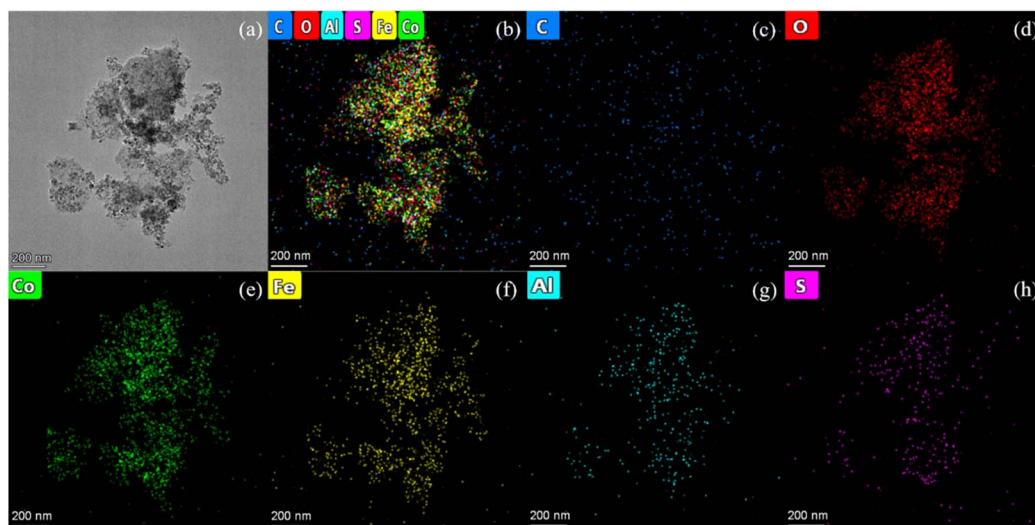 (a)
200 nm
C O Al S Fe Co (b)
200 nm
C (c)
200 nm
O (d)
200 nm
Co (e)
200 nm
Fe (f)
200 nm
Al (g)
200 nm
S (h)
200 nm